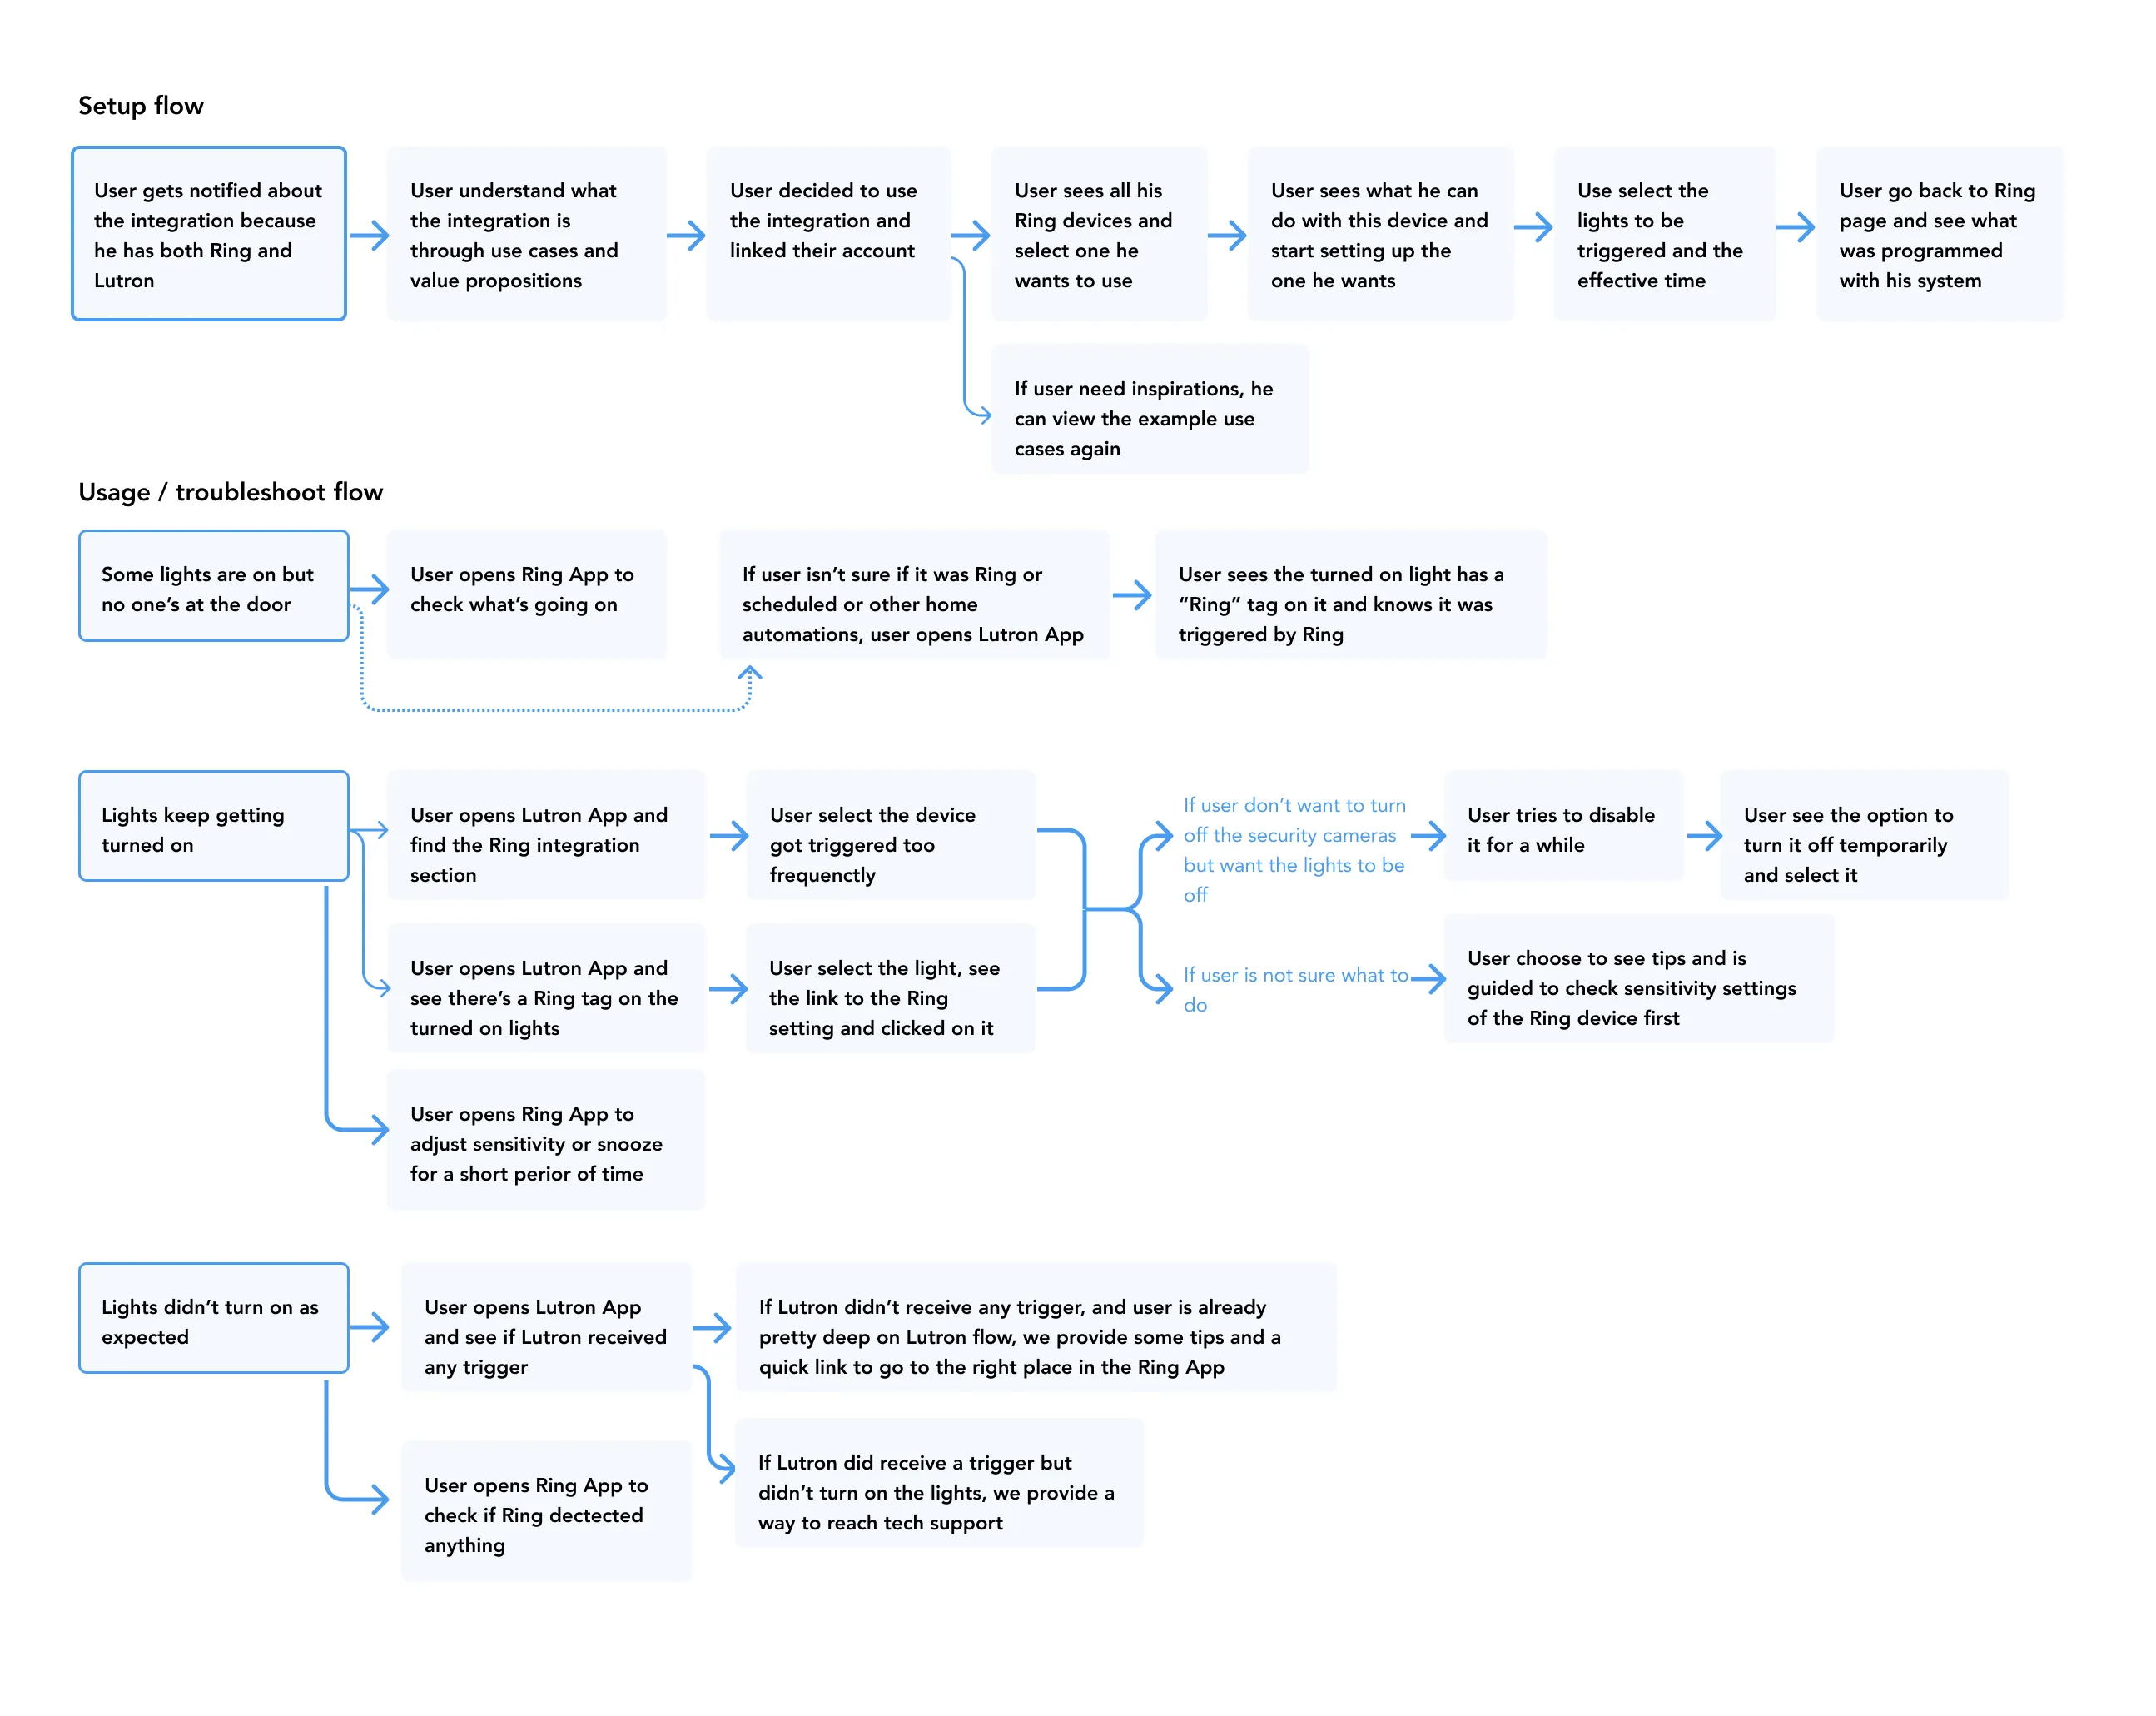 Setup flow
User gets notified about
the integration because
he has both Ring and
Lutron
User understand what
the integration is
through use cases and
value propositions
User decided to use
the integration and
linked their account
User sees all his
Ring devices and
select one he
wants to use
User sees what he can
do with this device and
start setting up the
one he wants
Use select the
lights to be
triggered and the
effective time
User go back to Ring
page and see what
was programmed
with his system
If user need inspirations, he
can view the example use
cases again
Usage / troubleshoot flow
Some lights are on but
no one’s at the door
User opens Ring App to
check what’s going on
If user isn’t sure if it was Ring or
scheduled or other home
automations, user opens Lutron App
User sees the turned on light has a
“Ring” tag on it and knows it was
triggered by Ring
Lights keep getting
turned on
User opens Lutron App and
find the Ring integration
section
User select the device
got triggered too
frequenctly
If user don’t want to turn
off the security cameras
but want the lights to be
off
User tries to disable
it for a while
User see the option to
turn it off temporarily
and select it
User opens Lutron App and
see there’s a Ring tag on the
turned on lights
User select the light, see
the link to the Ring
setting and clicked on it
If user is not sure what to
do
User choose to see tips and is
guided to check sensitivity settings
of the Ring device first
User opens Ring App to
adjust sensitivity or snooze
for a short perior of time
Lights didn’t turn on as
expected
User opens Lutron App
and see if Lutron received
any trigger
If Lutron didn’t receive any trigger, and user is already
pretty deep on Lutron flow, we provide some tips and a
quick link to go to the right place in the Ring App
If Lutron did receive a trigger but
didn’t turn on the lights, we provide a
way to reach tech support
User opens Ring App to
check if Ring dectected
anything